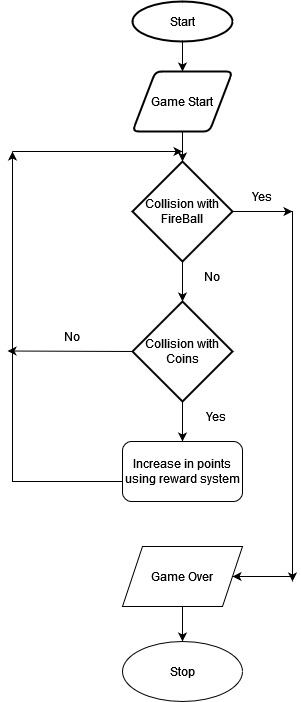 Start
Game Start
Collision with
FireBall
Yes
No
Collision with
Coins
No
Yes
Increase in points
using reward system
Game Over
Stop